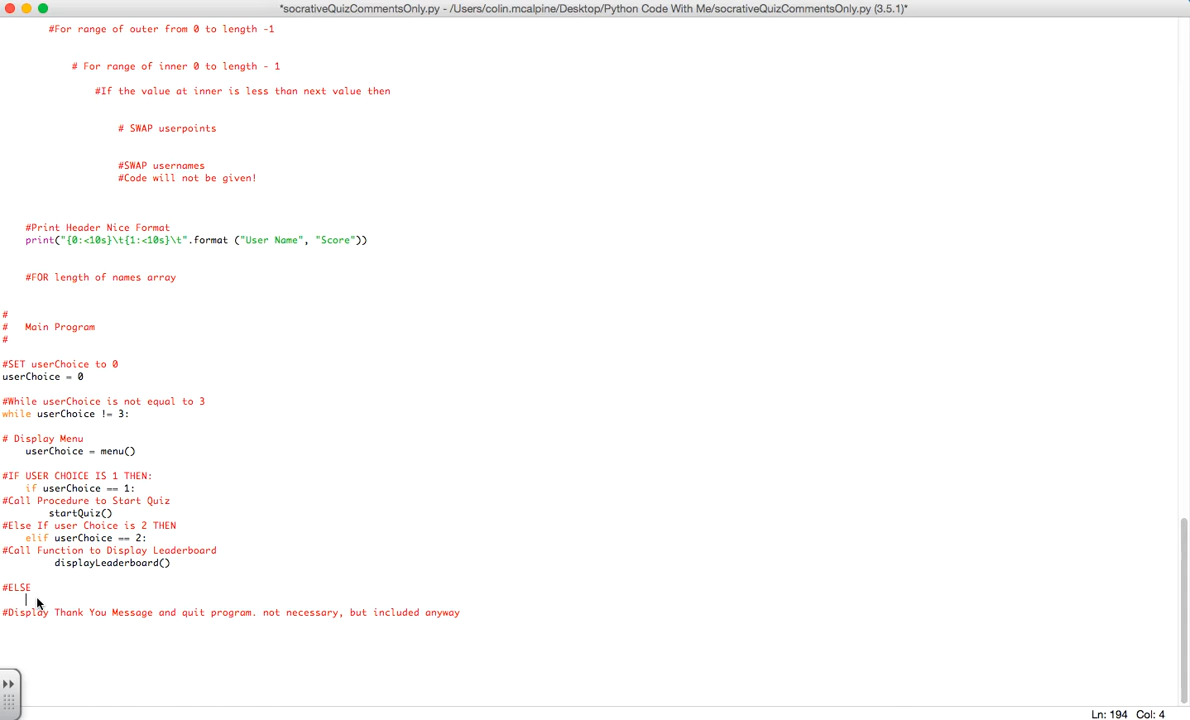 *socrativeQuizCommentsOnly.py - /Users/colin.mcalpine/Desktop/Python Code With Me/socrativeQuizCommentsOnly.py (3.5.1)*
#For range of outer from 0 to length -1
# For range of inner 0 to length - 1
#If the value at inner is less than next value then
# SWAP userpoints
#SWAP usernames
#Code will not be given!
#Print Header Nice Format
print("{0:<10s}\t{1:<10s}\t".format ("User Name", "Score"))
#FOR length of names array
#
# Main Program
#
#SET userChoice to 0
userChoice = 0
#While userChoice is not equal to 3
while userChoice != 3:
# Display Menu
userChoice = menu()
#IF USER CHOICE IS 1 THEN:
if userChoice == 1:
#Call Procedure to Start Quiz
startQuiz()
#Else If user Choice is 2 THEN
elif userChoice == 2:
#Call Function to Display Leaderboard
displayLeaderboard()
#ELSE
#Display Thank You Message and quit program. not necessary, but included anyway
Ln: 194 Col: 4